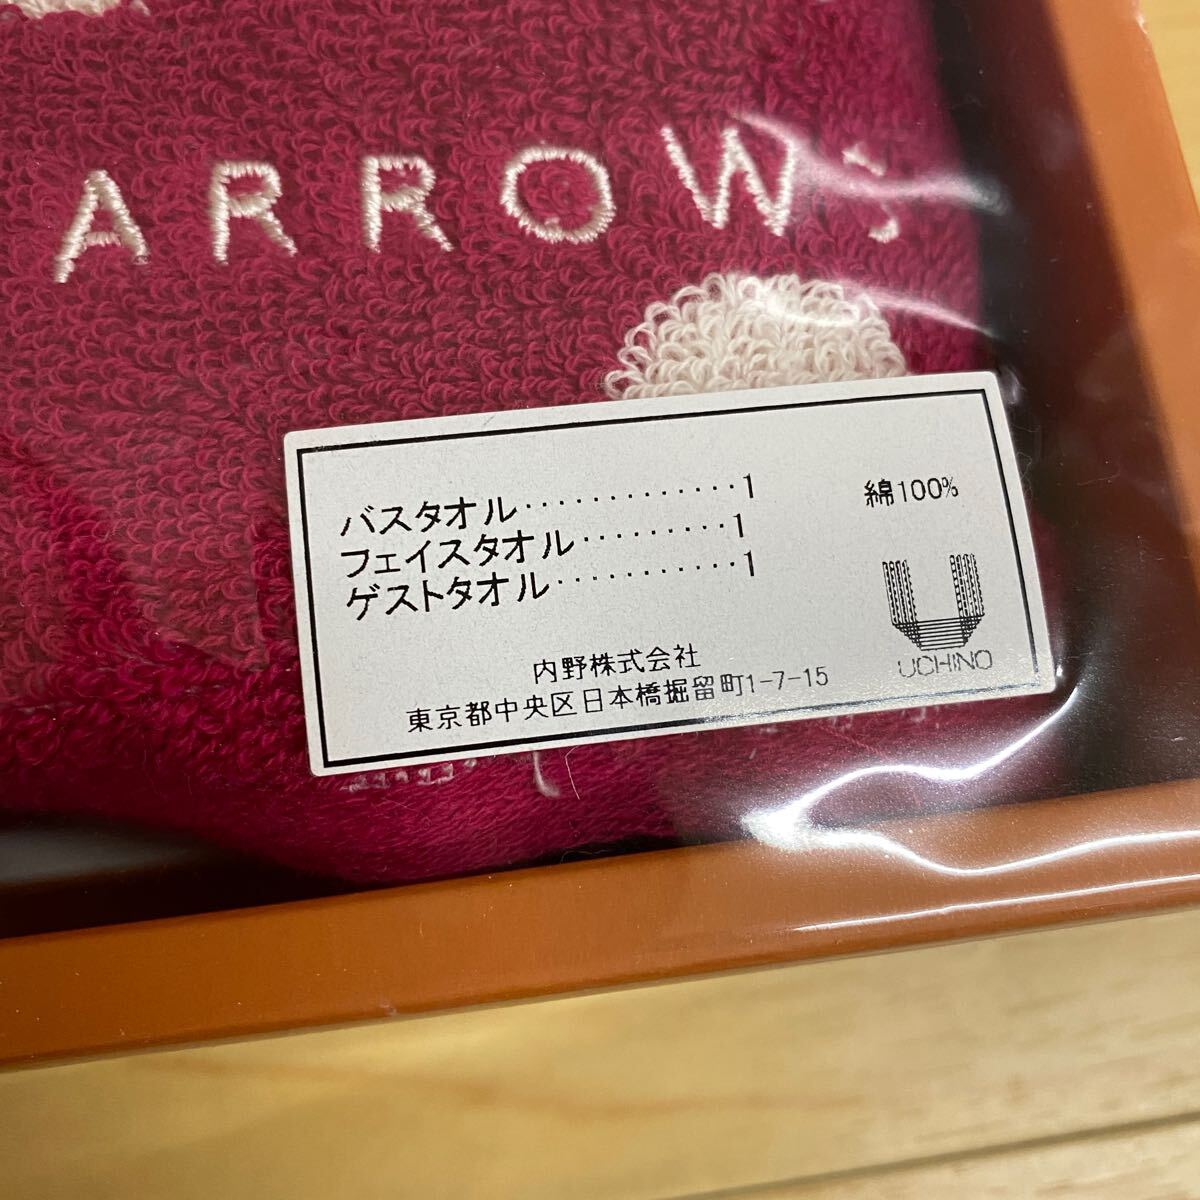 ARROWS
バスタオル‥‥‥‥‥‥‥1
フェイスタオル‥‥‥‥‥1
ゲストタオル‥‥‥‥‥‥1
綿100%
UCHINO
内野株式会社
東京都中央区日本橋堀留町1-7-15